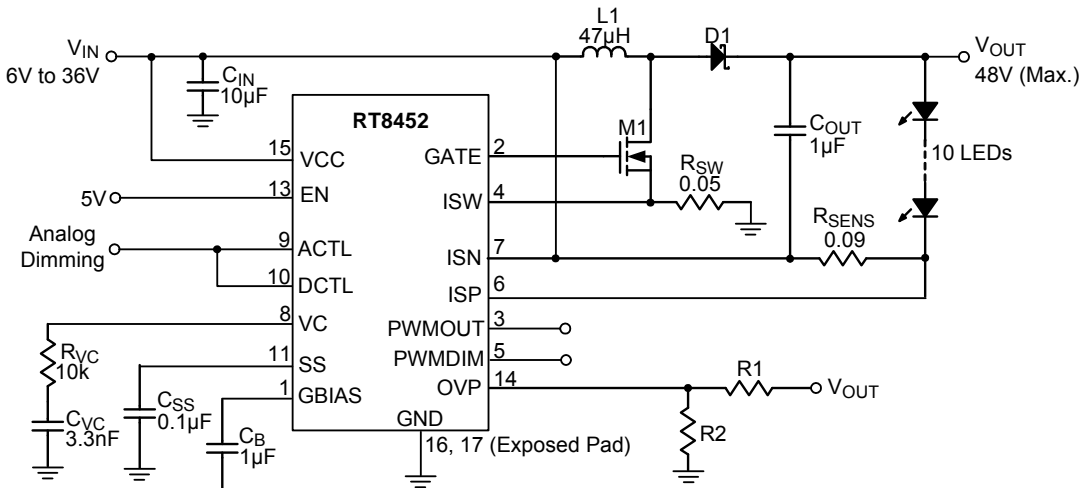 L1
47µH
D1
VIN
6V to 36V
CIN
10µF
VOUT
48V (Max.)
RT8452
M1
COUT
1µF
10 LEDs
15
VCC
GATE
2
RSW
0.05
5V
13
EN
ISW
4
Analog
Dimming
9
ACTL
ISN
7
RSENS
0.09
10
DCTL
ISP
6
8
VC
PWMOUT
3
RVC
10k
11
SS
PWMDIM
5
1
GBIAS
OVP
14
R1
VOUT
CVC
3.3nF
CSS
0.1µF
CB
1µF
GND
16, 17 (Exposed Pad)
R2